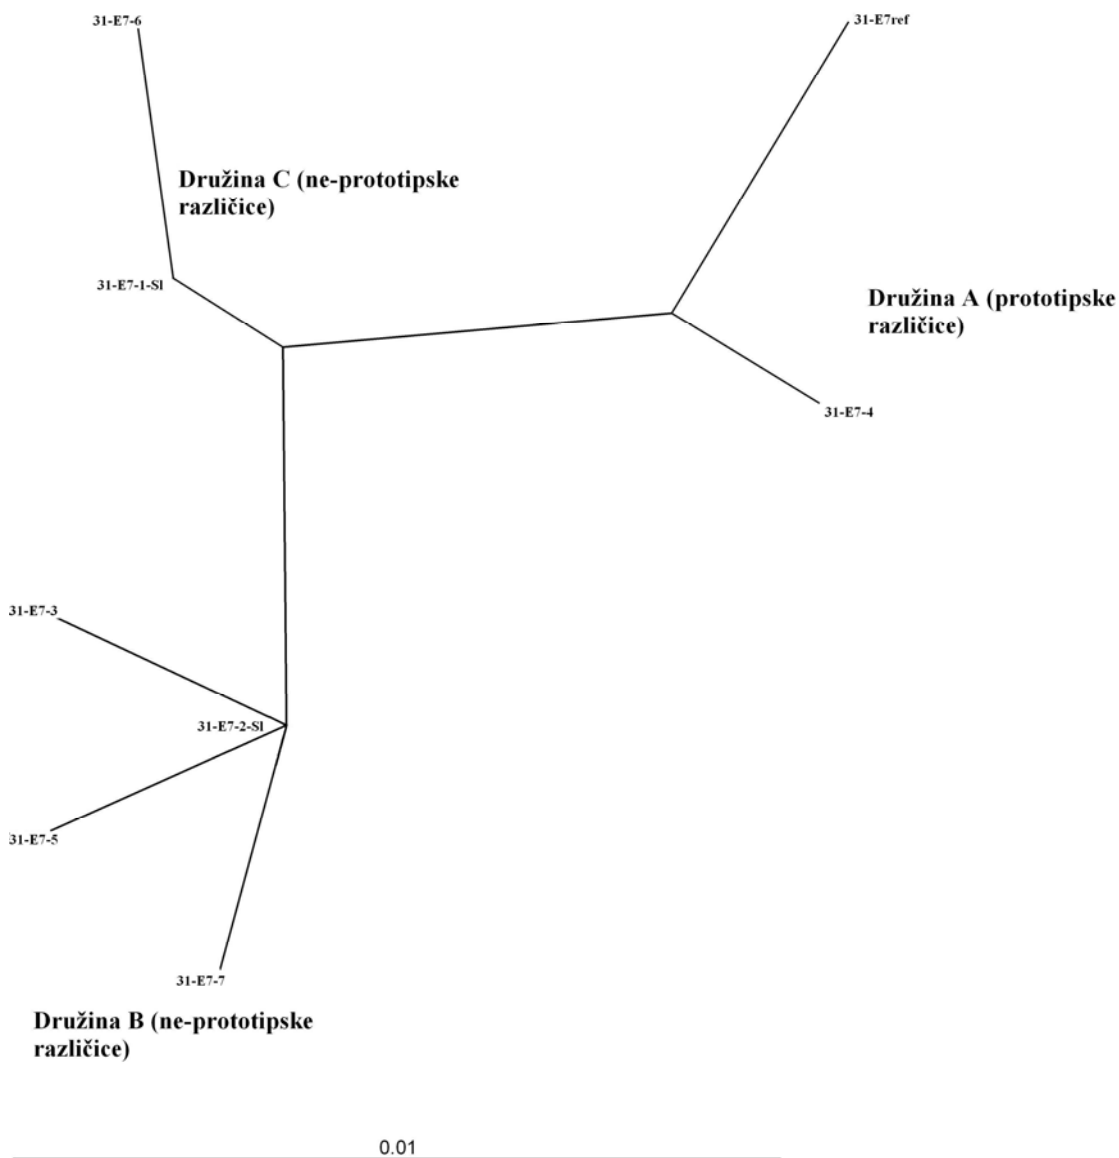 31-E7-6
31-E7ref
Družina C (ne-prototipske
različice)
31-E7-1-Sl
Družina A (prototipske
različice)
31-E7-4
31-E7-3
31-E7-2-Sl
31-E7-5
31-E7-7
Družina B (ne-prototipske
različice)
0.01